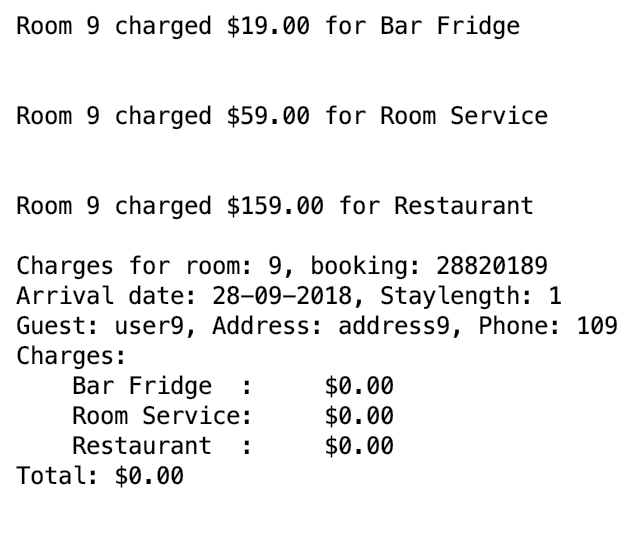 Room 9 charged $19.00 for Bar Fridge
Room 9 charged $59.00 for Room Service
Room 9 charged $159.00 for Restaurant
Charges for room: 9, booking: 28820189
Arrival date: 28-09-2018, Staylength: 1
Guest: user9, Address: address9, Phone: 109
Charges:
    Bar Fridge  :     $0.00
    Room Service:     $0.00
    Restaurant  :     $0.00
Total: $0.00